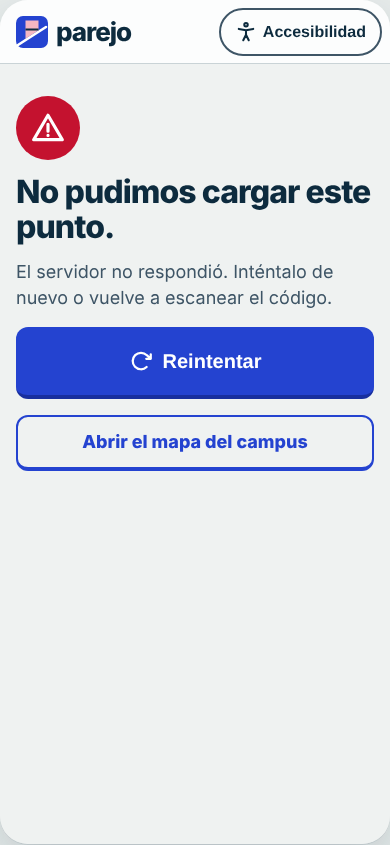 parejo
Accesibilidad
No pudimos cargar este
punto.
El servidor no respondió. Inténtalo de
nuevo o vuelve a escanear el código.
Reintentar
Abrir el mapa del campus